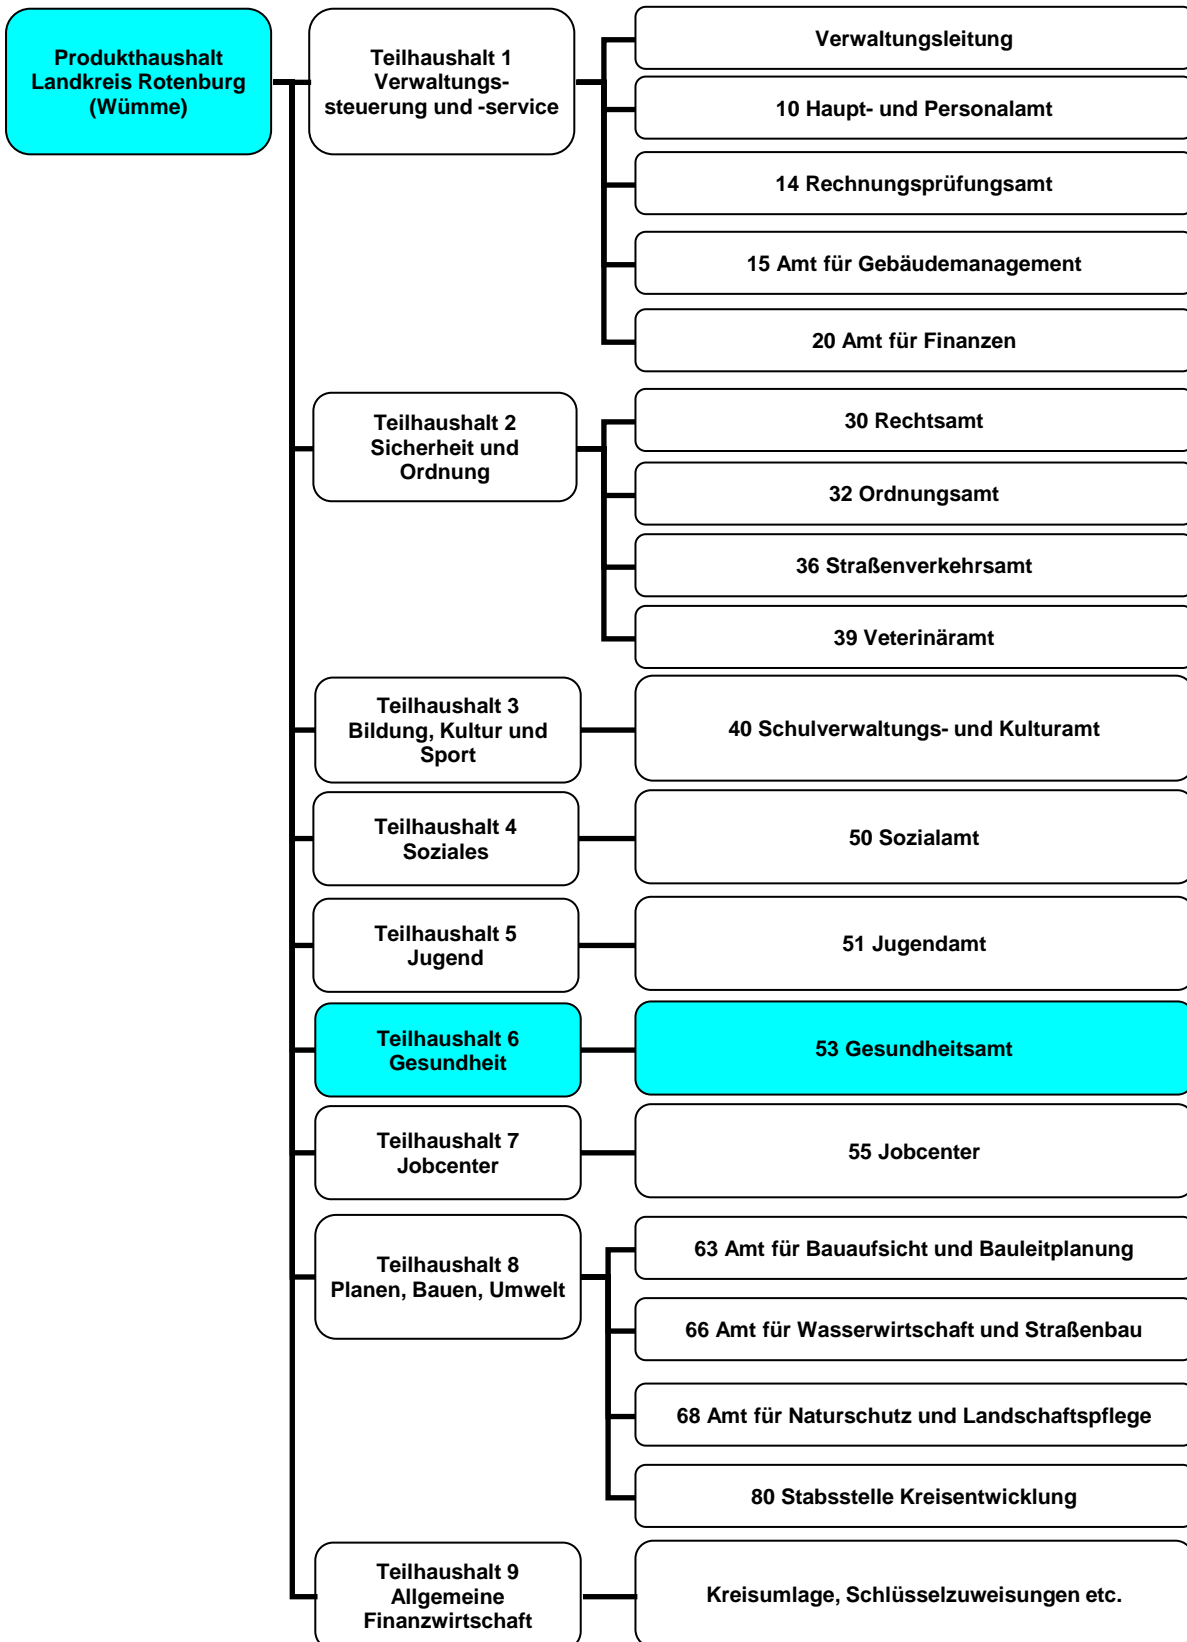 Produkthaushalt
Landkreis Rotenburg
(Wümme)
Teilhaushalt 1
Verwaltungs-
steuerung und -service
Verwaltungsleitung
10 Haupt- und Personalamt
14 Rechnungsprüfungsamt
15 Amt für Gebäudemanagement
20 Amt für Finanzen
Teilhaushalt 2
Sicherheit und
Ordnung
30 Rechtsamt
32 Ordnungsamt
36 Straßenverkehrsamt
39 Veterinäramt
Teilhaushalt 3
Bildung, Kultur und
Sport
40 Schulverwaltungs- und Kulturamt
Teilhaushalt 4
Soziales
50 Sozialamt
Teilhaushalt 5
Jugend
51 Jugendamt
Teilhaushalt 6
Gesundheit
53 Gesundheitsamt
Teilhaushalt 7
Jobcenter
55 Jobcenter
Teilhaushalt 8
Planen, Bauen, Umwelt
63 Amt für Bauaufsicht und Bauleitplanung
66 Amt für Wasserwirtschaft und Straßenbau
68 Amt für Naturschutz und Landschaftspflege
80 Stabsstelle Kreisentwicklung
Teilhaushalt 9
Allgemeine
Finanzwirtschaft
Kreisumlage, Schlüsselzuweisungen etc.